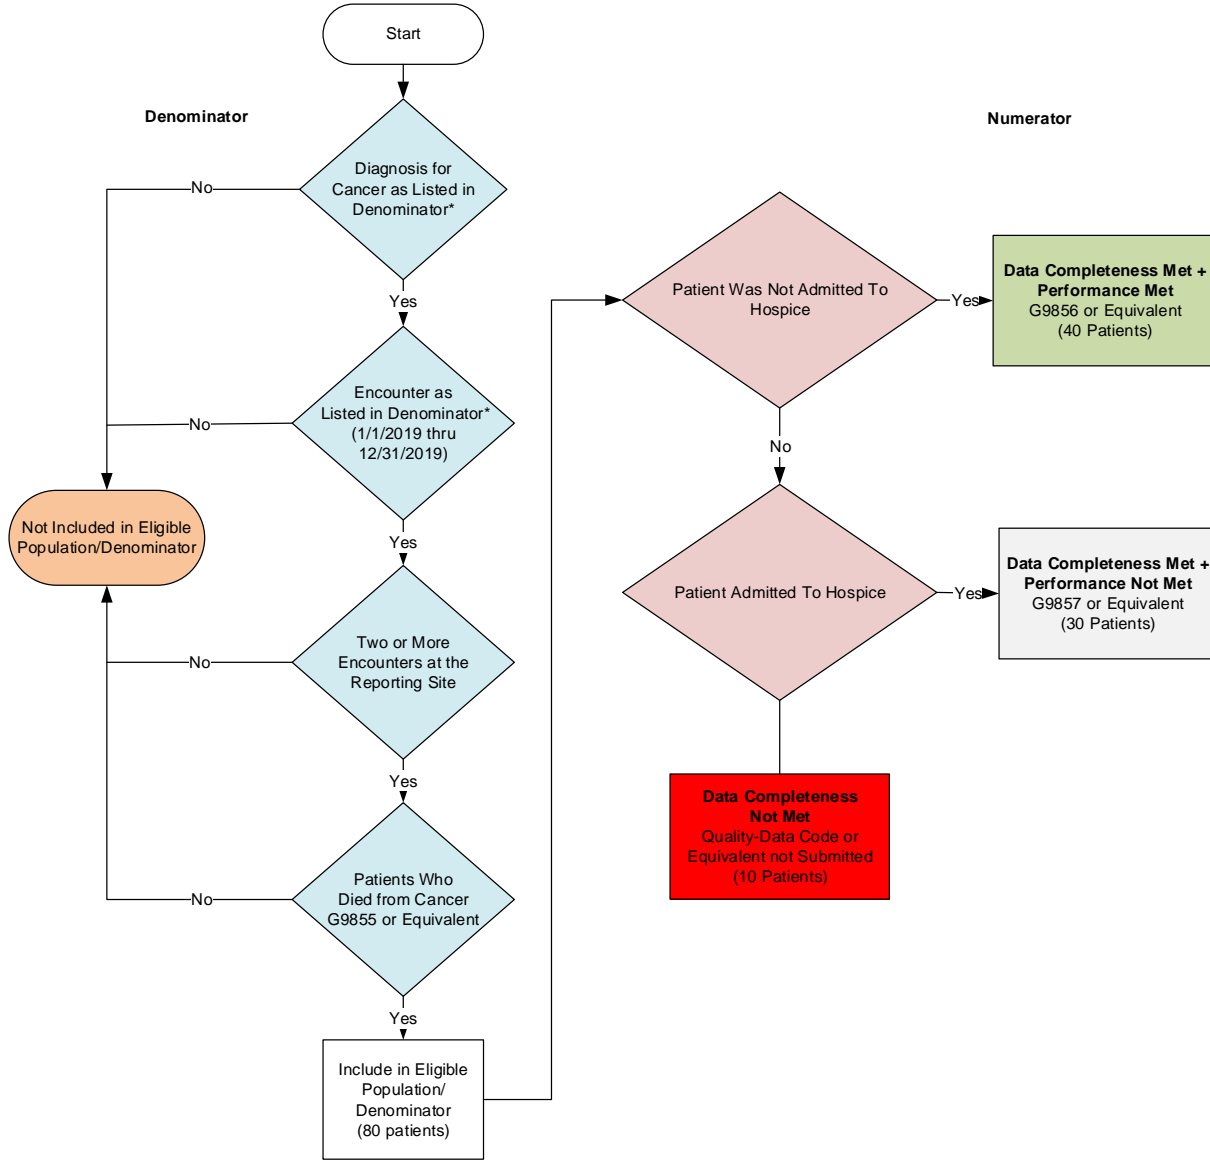 Start
Denominator
Diagnosis for
Cancer as Listed in
Denominator*
No
Yes
Encounter as
Listed in Denominator*
(1/1/2019 thru
12/31/2019)
No
Not Included in Eligible
Population/Denominator
Yes
Two or More
Encounters at the
Reporting Site
No
Yes
Patients Who
Died from Cancer
G9855 or Equivalent
No
Yes
Include in Eligible
Population/
Denominator
(80 patients)
Numerator
Patient Was Not Admitted To
Hospice
Yes
Data Completeness Met +
Performance Met
G9856 or Equivalent
(40 Patients)
No
Patient Admitted To Hospice
Yes
Data Completeness Met +
Performance Not Met
G9857 or Equivalent
(30 Patients)
Data Completeness
Not Met
Quality-Data Code or
Equivalent not Submitted
(10 Patients)